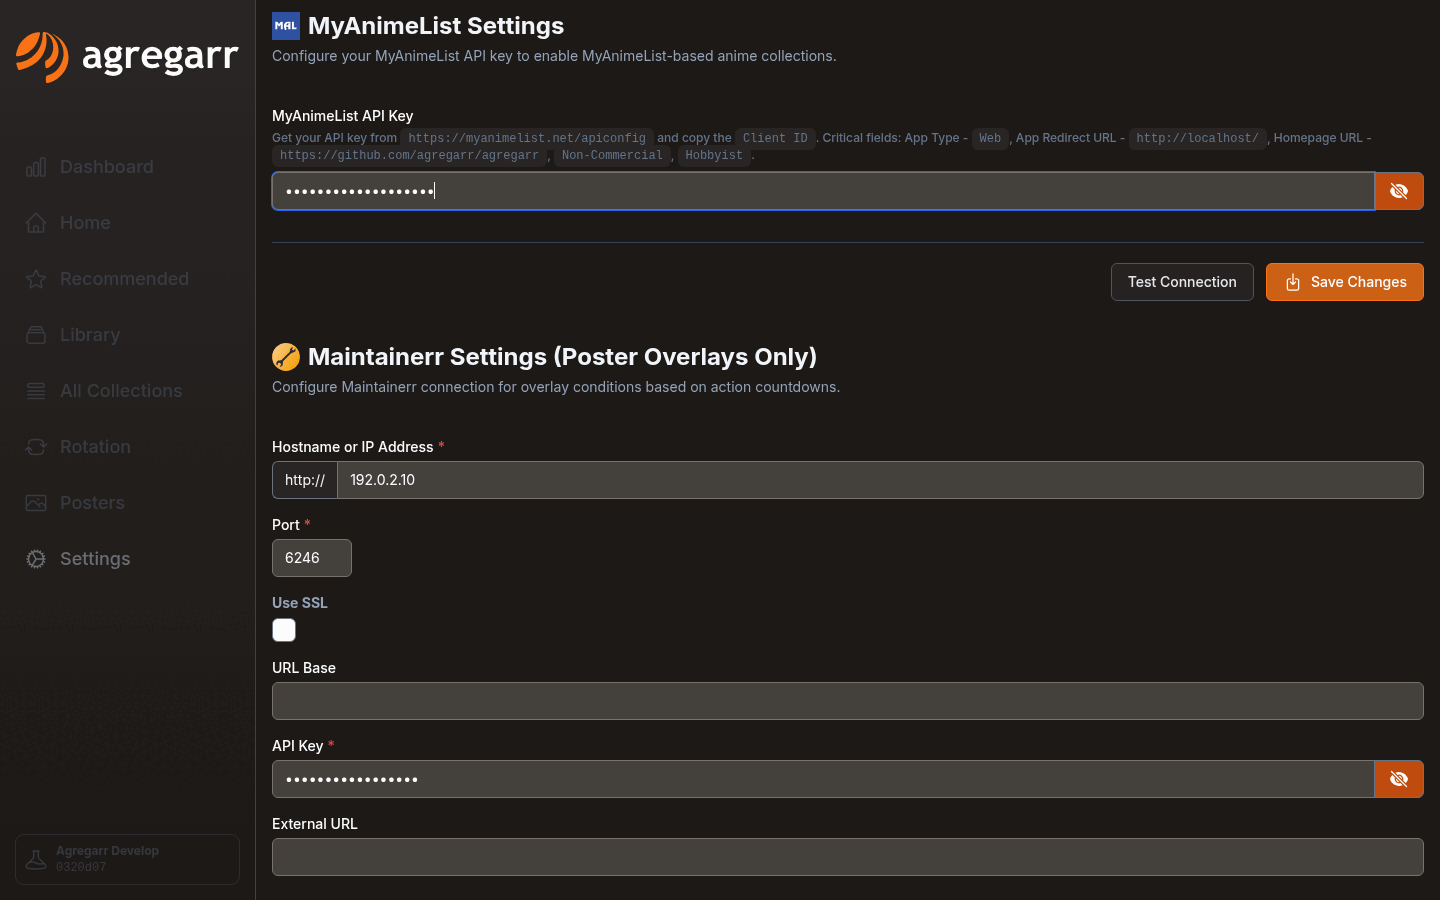 agregarr
Dashboard
Home
Recommended
Library
All Collections
Rotation
Posters
Settings
Agregarr Develop
0320d07
MAL MyAnimeList Settings
Configure your MyAnimeList API key to enable MyAnimeList-based anime collections.
MyAnimeList API Key
Get your API key from https://myanimelist.net/apiconfig and copy the Client ID . Critical fields: App Type - Web , App Redirect URL - http://localhost/ , Homepage URL -
https://github.com/agregarr/agregarr , Non-Commercial , Hobbyist .
•••••••••••••••••••
Test Connection
Save Changes
Maintainerr Settings (Poster Overlays Only)
Configure Maintainerr connection for overlay conditions based on action countdowns.
Hostname or IP Address *
http:// 192.0.2.10
Port *
6246
Use SSL
URL Base
API Key *
•••••••••••••••••
External URL